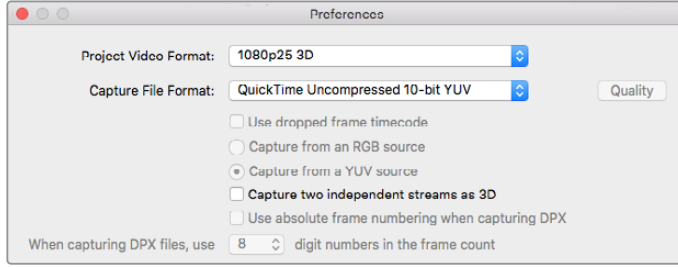 Preferences
Project Video Format: 1080p25 3D
Capture File Format: QuickTime Uncompressed 10-bit YUV Quality
Use dropped frame timecode
Capture from an RGB source
Capture from a YUV source
Capture two independent streams as 3D
Use absolute frame numbering when capturing DPX
When capturing DPX files, use 8 digit numbers in the frame count